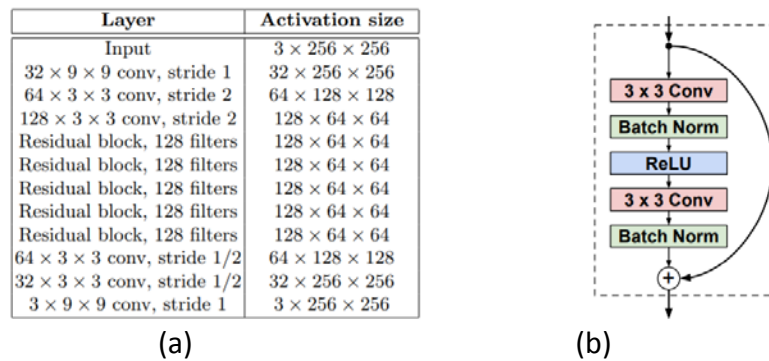 Layer Activation size
Input 3 × 256 × 256
32 × 9 × 9 conv, stride 1 32 × 256 × 256
64 × 3 × 3 conv, stride 2 64 × 128 × 128
128 × 3 × 3 conv, stride 2 128 × 64 × 64
Residual block, 128 filters 128 × 64 × 64
Residual block, 128 filters 128 × 64 × 64
Residual block, 128 filters 128 × 64 × 64
Residual block, 128 filters 128 × 64 × 64
Residual block, 128 filters 128 × 64 × 64
64 × 3 × 3 conv, stride 1/2 64 × 128 × 128
32 × 3 × 3 conv, stride 1/2 32 × 256 × 256
3 × 9 × 9 conv, stride 1 3 × 256 × 256
(a)
3 x 3 Conv
Batch Norm
ReLU
3 x 3 Conv
Batch Norm
+
(b)